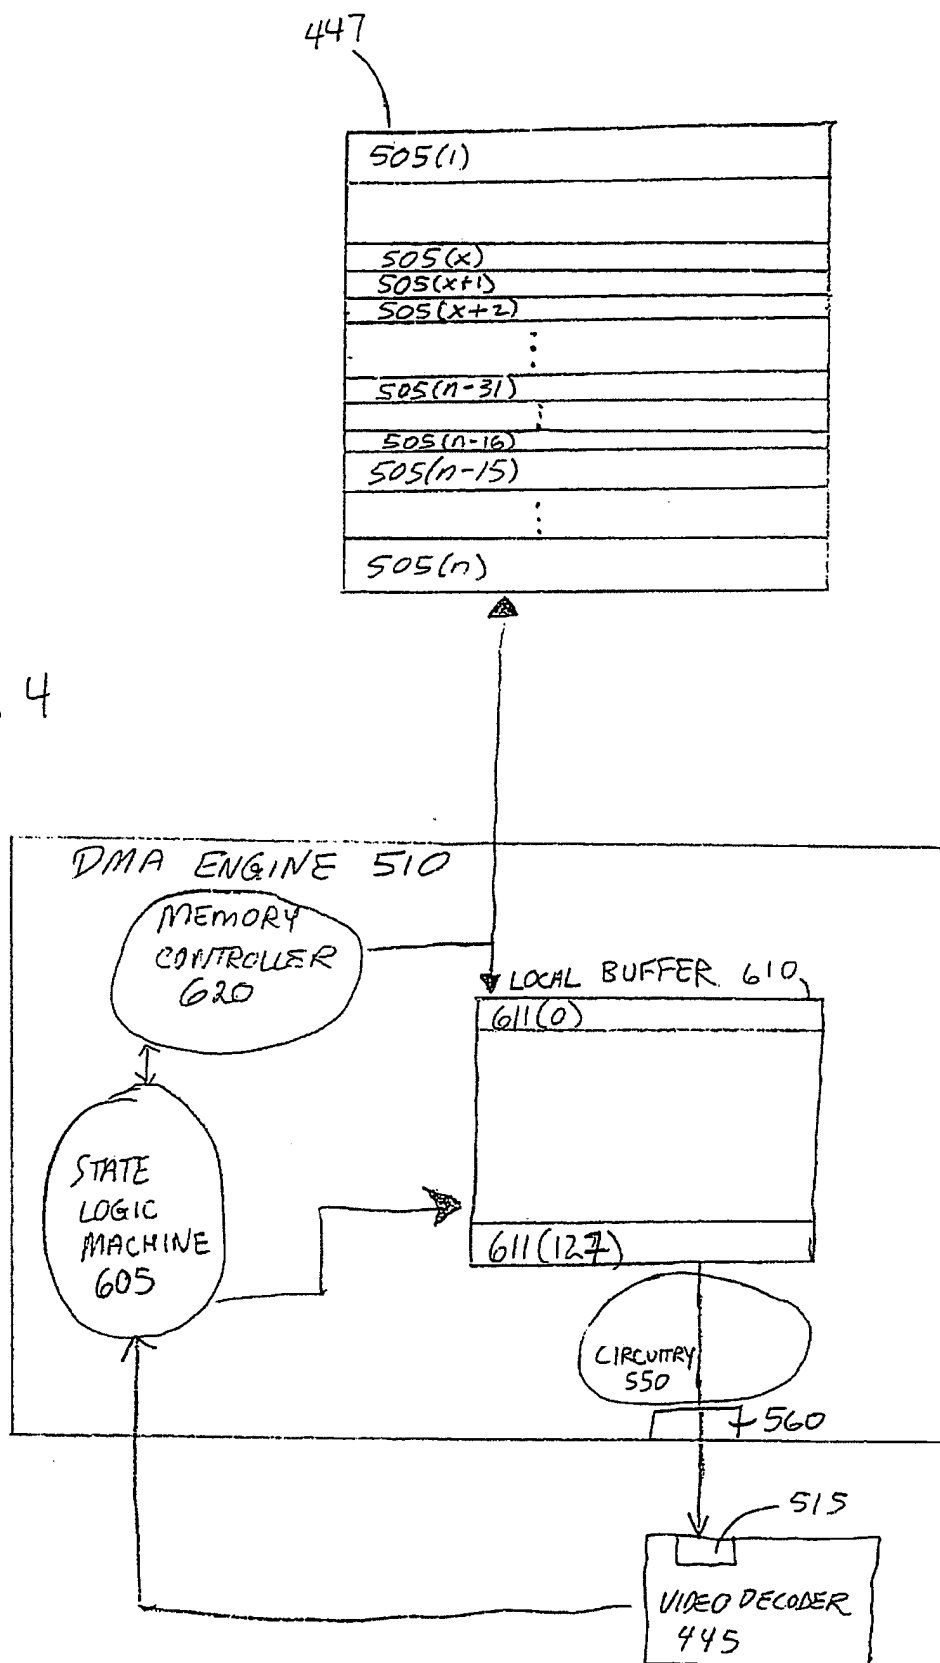 447
505(1)
505(x)
505(x+1)
505(x+2)
505(n-31)
505(n-16)
505(n-15)
505(n)
4
DMA ENGINE 510
MEMORY
CONTROLLER
620
LOCAL BUFFER 610
611(0)
STATE
LOGIC
MACHINE
605
611(127)
CIRCUITRY
550
560
515
VIDEO DECODER
445